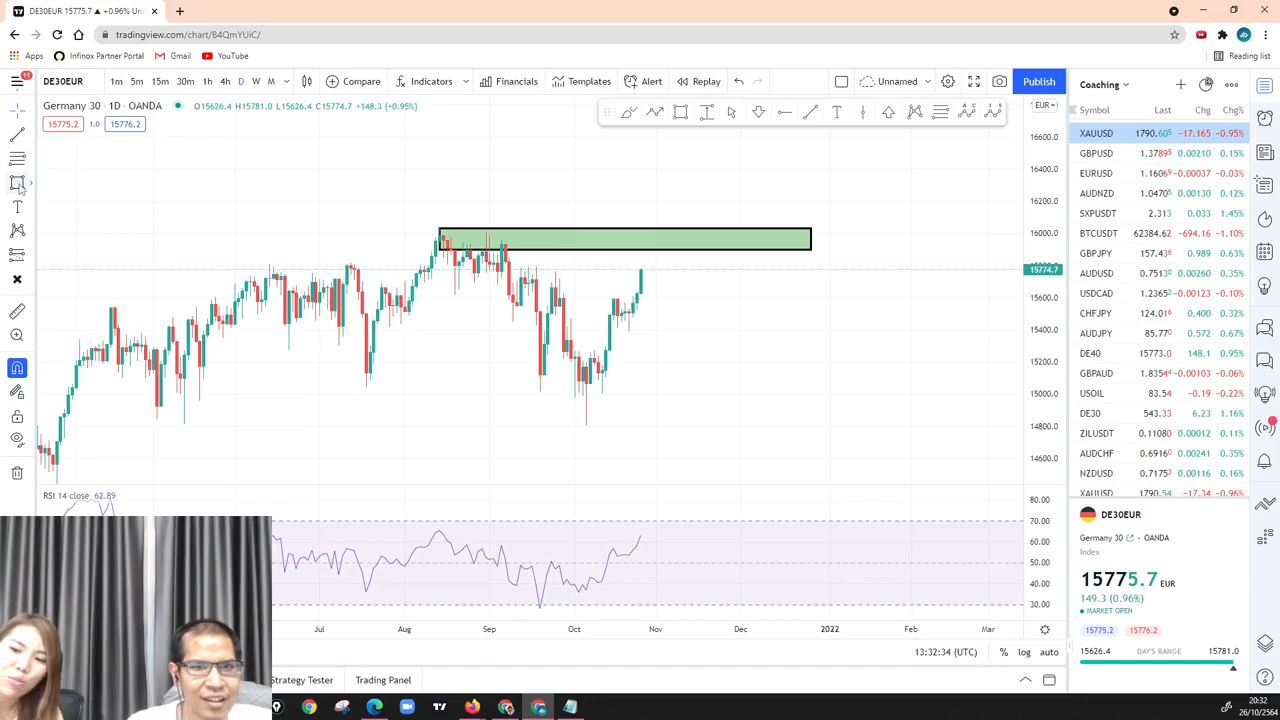 DE30EUR 15775.7 ▲ +0.96% Unn
tradingview.com/chart/B4QmYUiC/
Reading list
Apps
Infinox Partner Portal
Gmail
YouTube
11
DE30EUR
1m 5m 15m 30m 1h 4h D W M
Compare
Indicators
Financials
Templates
Alert
Replay
Unnamed
Publish
Germany 30 · 1D · OANDA
O15626.4 H15781.0 L15626.4 C15774.7 +148.3 (+0.95%)
15775.2 1.0 15776.2
EUR
16600.0
16400.0
16200.0
16000.0
15774.7
15600.0
15400.0
15200.0
15000.0
14800.0
14600.0
RSI 14 close 62.89
80.00
70.00
60.00
50.00
40.00
30.00
Jul Aug Sep Oct Nov Dec 2022 Feb Mar
13:32:34 (UTC) % log auto
Strategy Tester Trading Panel
Coaching
Symbol Last Chg Chg%
XAUUSD 1790.605 −17.165 −0.95%
GBPUSD 1.37895 0.00210 0.15%
EURUSD 1.16069 −0.00037 −0.03%
AUDNZD 1.04705 0.00130 0.12%
SXPUSDT 2.313 0.033 1.45%
BTCUSDT 62384.62 −694.16 −1.10%
GBPJPY 157.436 0.989 0.63%
AUDUSD 0.75130 0.00260 0.35%
USDCAD 1.23652 −0.00123 −0.10%
CHFJPY 124.016 0.400 0.32%
AUDJPY 85.770 0.572 0.67%
DE40 15773.0 148.1 0.95%
GBPAUD 1.83544 −0.00103 −0.06%
USOIL 83.54 −0.19 −0.22%
DE30 543.33 6.23 1.16%
ZILUSDT 0.11080 0.00012 0.11%
AUDCHF 0.69160 0.00241 0.35%
NZDUSD 0.71753 0.00116 0.16%
XAUUSD 1790.54 −17.34 −0.96%
DE30EUR
Germany 30 · OANDA
Index
15775.7 EUR
149.3 (0.96%)
MARKET OPEN
15775.2 15776.2
15626.4 DAY'S RANGE 15781.0
20:32
26/10/2564